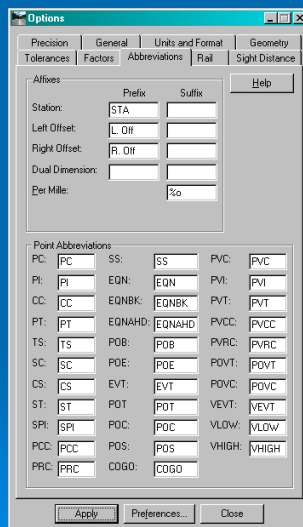 Options
Precision General Units and Format Geometry
Tolerances Factors Abbreviations Rail Sight Distance
Affixes
Help
Prefix Suffix
Station: STA
Left Offset: L. Off
Right Offset: R. Off
Dual Dimension:
Per Mille: %o
Point Abbreviations
PC: PC SS: SS PVC: PVC
PI: PI EQN: EQN PVI: PVI
CC: CC EQNBK: EQNBK PVT: PVT
PT: PT EQNAHD: EQNAHD PVCC: PVCC
TS: TS POB: POB PVRC: PVRC
SC: SC POE: POE POVT: POVT
CS: CS EVT: EVT POVC: POVC
ST: ST POT POT VEVT: VEVT
SPI: SPI POC: POC VLOW: VLOW
PCC: PCC POS: POS VHIGH: VHIGH
PRC: PRC COGO: COGO
Apply Preferences... Close